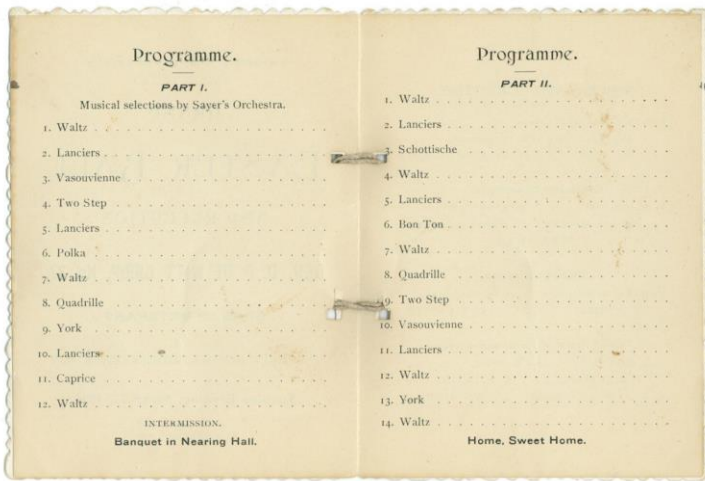 Programme.
PART I.
Musical selections by Sayer's Orchestra.
1. Waltz
2. Lanciers
3. Vasouvienne
4. Two Step
5. Lanciers
6. Polka
7. Waltz
8. Quadrille
9. York
10. Lanciers
11. Caprice
12. Waltz
INTERMISSION.
Banquet in Nearing Hall.
Programme.
PART II.
1. Waltz
2. Lanciers
3. Schottische
4. Waltz
5. Lanciers
6. Bon Ton
7. Waltz
8. Quadrille
9. Two Step
10. Vasouvienne
11. Lanciers
12. Waltz
13. York
14. Waltz
Home, Sweet Home.